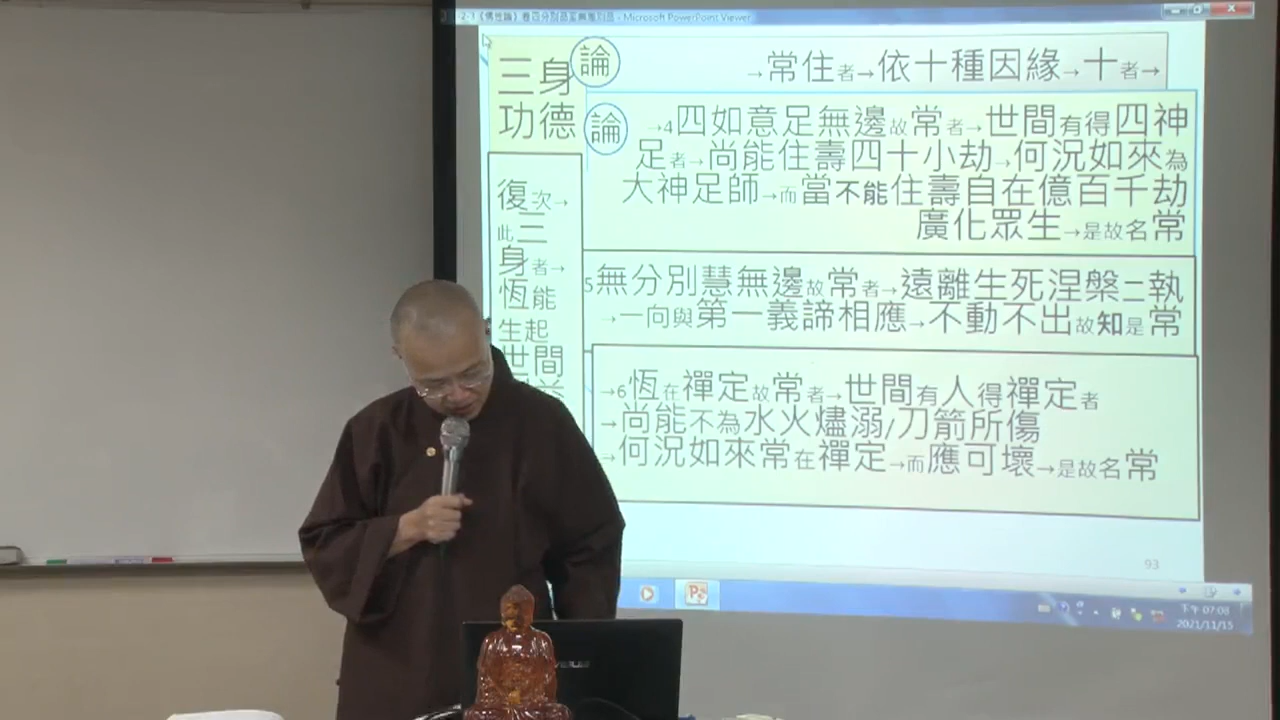 2-1《佛性論》卷四分別品至無差別品 - Microsoft PowerPoint Viewer
三身
功德
論
→常住者→依十種因緣→十者→
論
→4四如意足無邊故常者→世間有得四神
足者→尚能住壽四十小劫→何況如來為
大神足師→而當不能住壽自在億百千劫
廣化眾生→是故名常
復次→
此三
身者→
恆能
生起
世間
5無分別慧無邊故常者→遠離生死涅槃二執
→一向與第一義諦相應→不動不出故知是常
→6恆在禪定故常者→世間有人得禪定者
→尚能不為水火燼溺/刀箭所傷
→何況如來常在禪定→而應可壞→是故名常
93
下午 07:08
2021/11/15